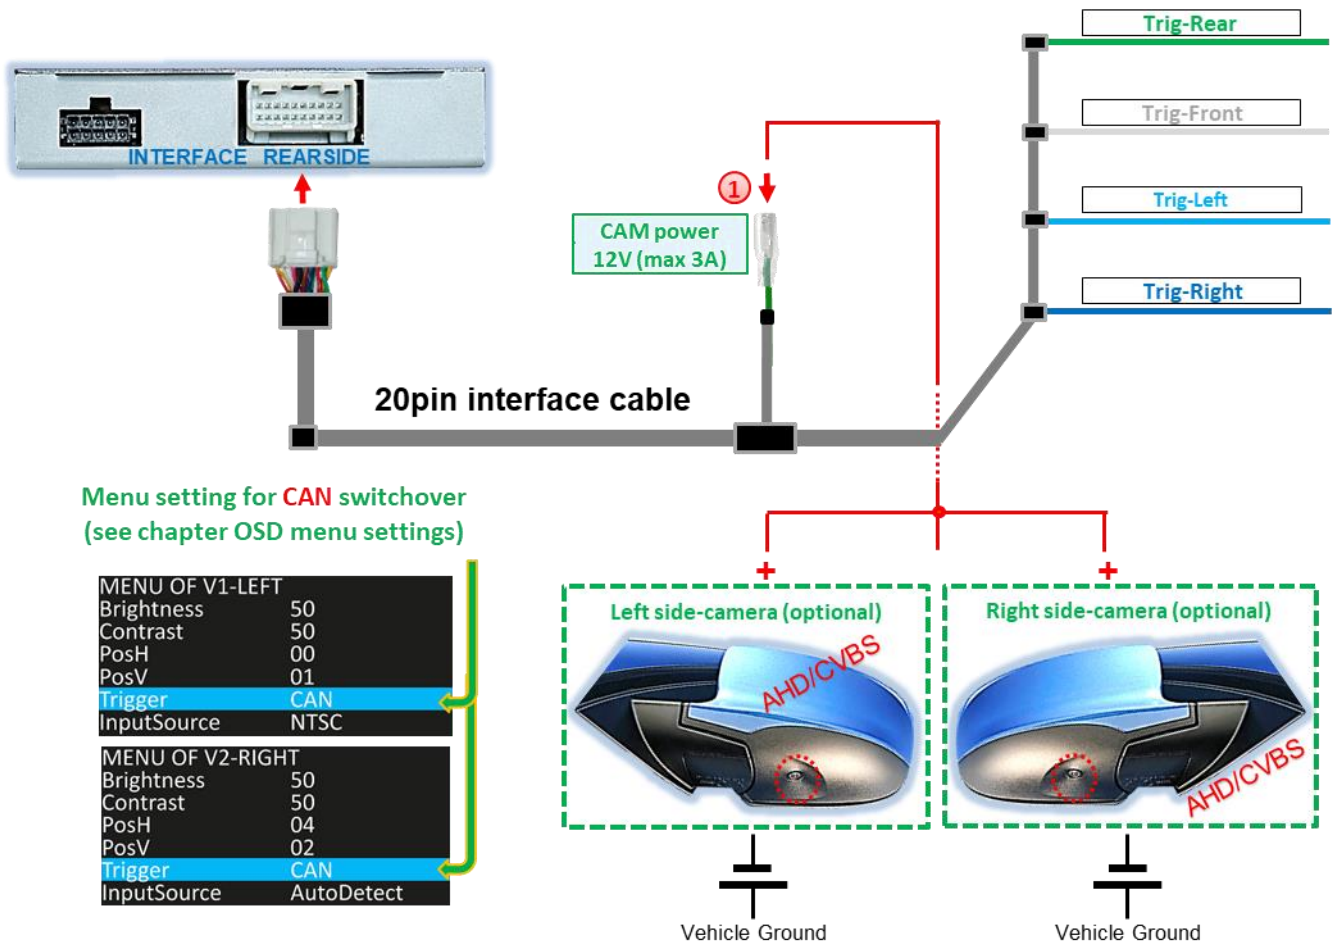 Trig-Rear
Trig-Front
Trig-Left
Trig-Right
INTERFACE REARSIDE
1
CAM power
12V (max 3A)
20pin interface cable
Menu setting for CAN switchover
(see chapter OSD menu settings)
MENU OF V1-LEFT
Brightness 50
Contrast 50
PosH 00
PosV 01
Trigger CAN
InputSource NTSC
MENU OF V2-RIGHT
Brightness 50
Contrast 50
PosH 04
PosV 02
Trigger CAN
InputSource AutoDetect
+
Left side-camera (optional)
AHD/CVBS
Vehicle Ground
+
Right side-camera (optional)
AHD/CVBS
Vehicle Ground